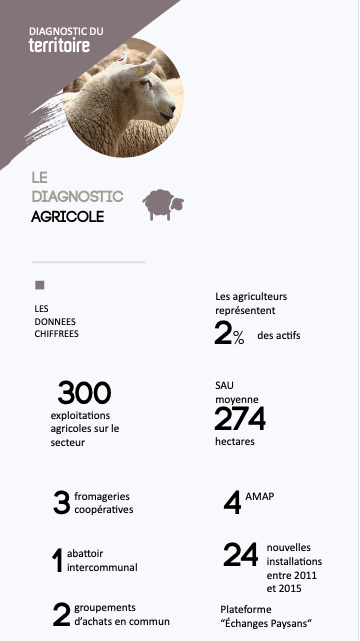 DIAGNOSTIC DU
territoire
LE
DIAGNOSTIC
AGRICOLE
LES
DONNEES
CHIFFREES
Les agriculteurs
représentent
2% des actifs
300
exploitations
agricoles sur le
secteur
SAU
moyenne
274
hectares
3 fromageries
coopératives
4 AMAP
1 abattoir
intercommunal
24 nouvelles
installations
entre 2011
et 2015
2 groupements
d'achats en commun
Plateforme
“Échanges Paysans“